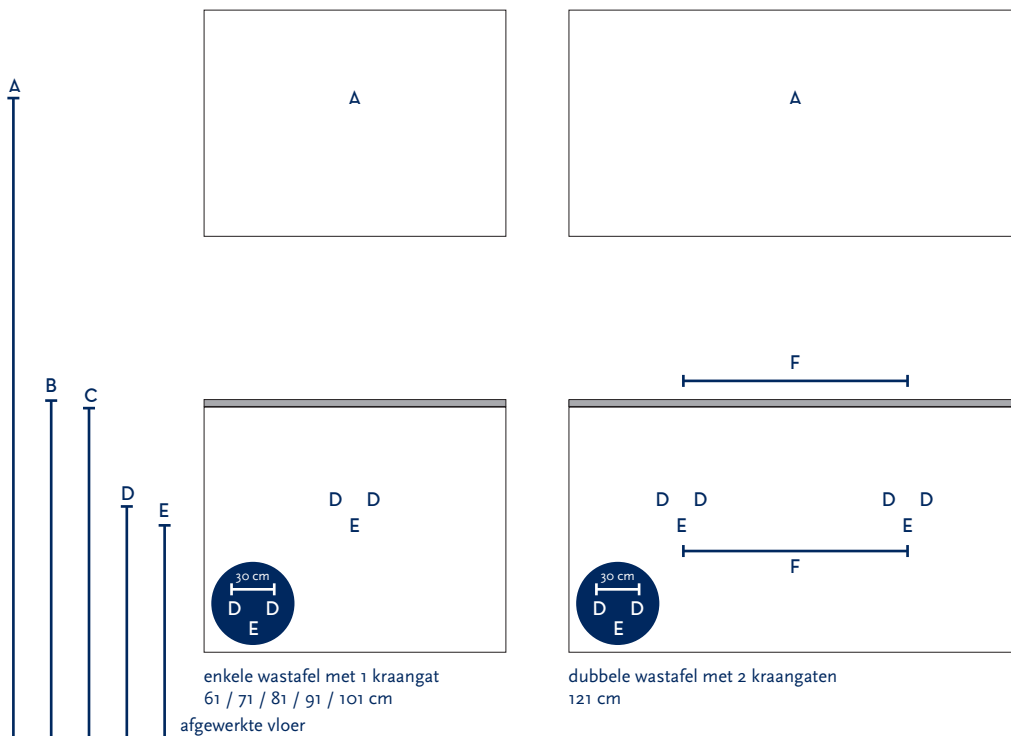 A
A
A
B
C
D
E
F
D D
E
D D
E
D D
E
F
30 cm
D D
E
30 cm
D D
E
enkele wastafel met 1 kraangat
61 / 71 / 81 / 91 / 101 cm
dubbele wastafel met 2 kraangaten
121 cm
afgewerkte vloer